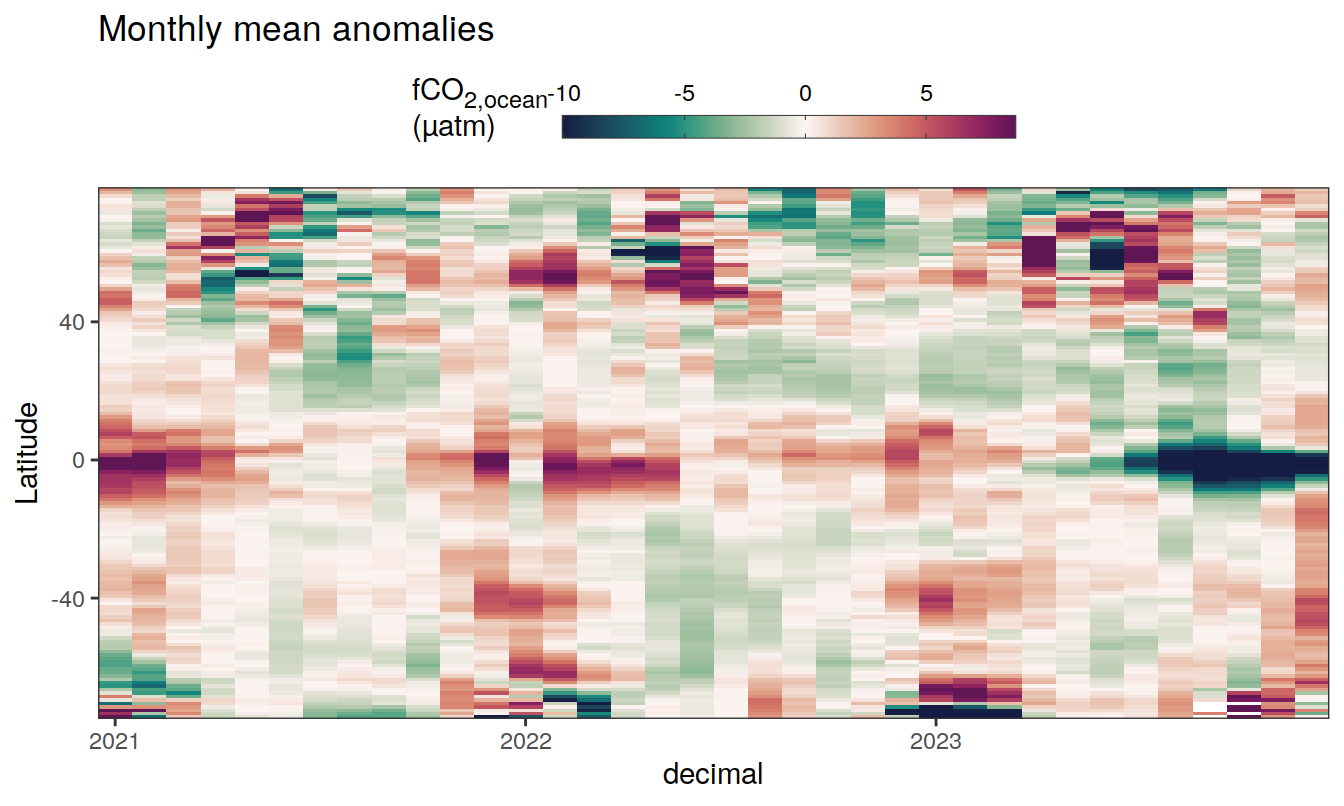 Monthly mean anomalies
fCO2,ocean -10 -5 0 5
(µatm)
Latitude
40
0
-40
2021 2022 2023
decimal